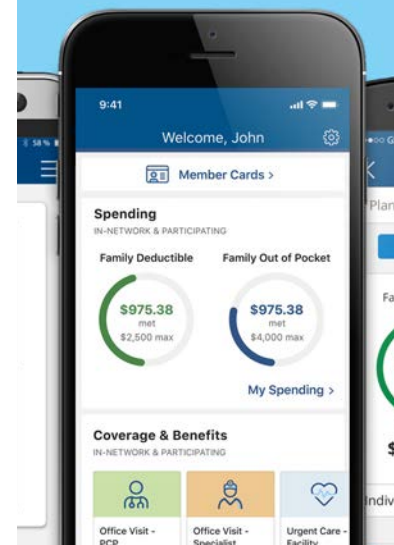 9:41
58 %
Welcome, John
Member Cards >
Plan
Spending
IN-NETWORK & PARTICIPATING
Family Deductible
Family Out of Pocket
$975.38
met
$2,500 max
$975.38
met
$4,000 max
My Spending >
Coverage & Benefits
IN-NETWORK & PARTICIPATING
Office Visit -
PCP
Office Visit -
Specialist
Urgent Care -
Facility